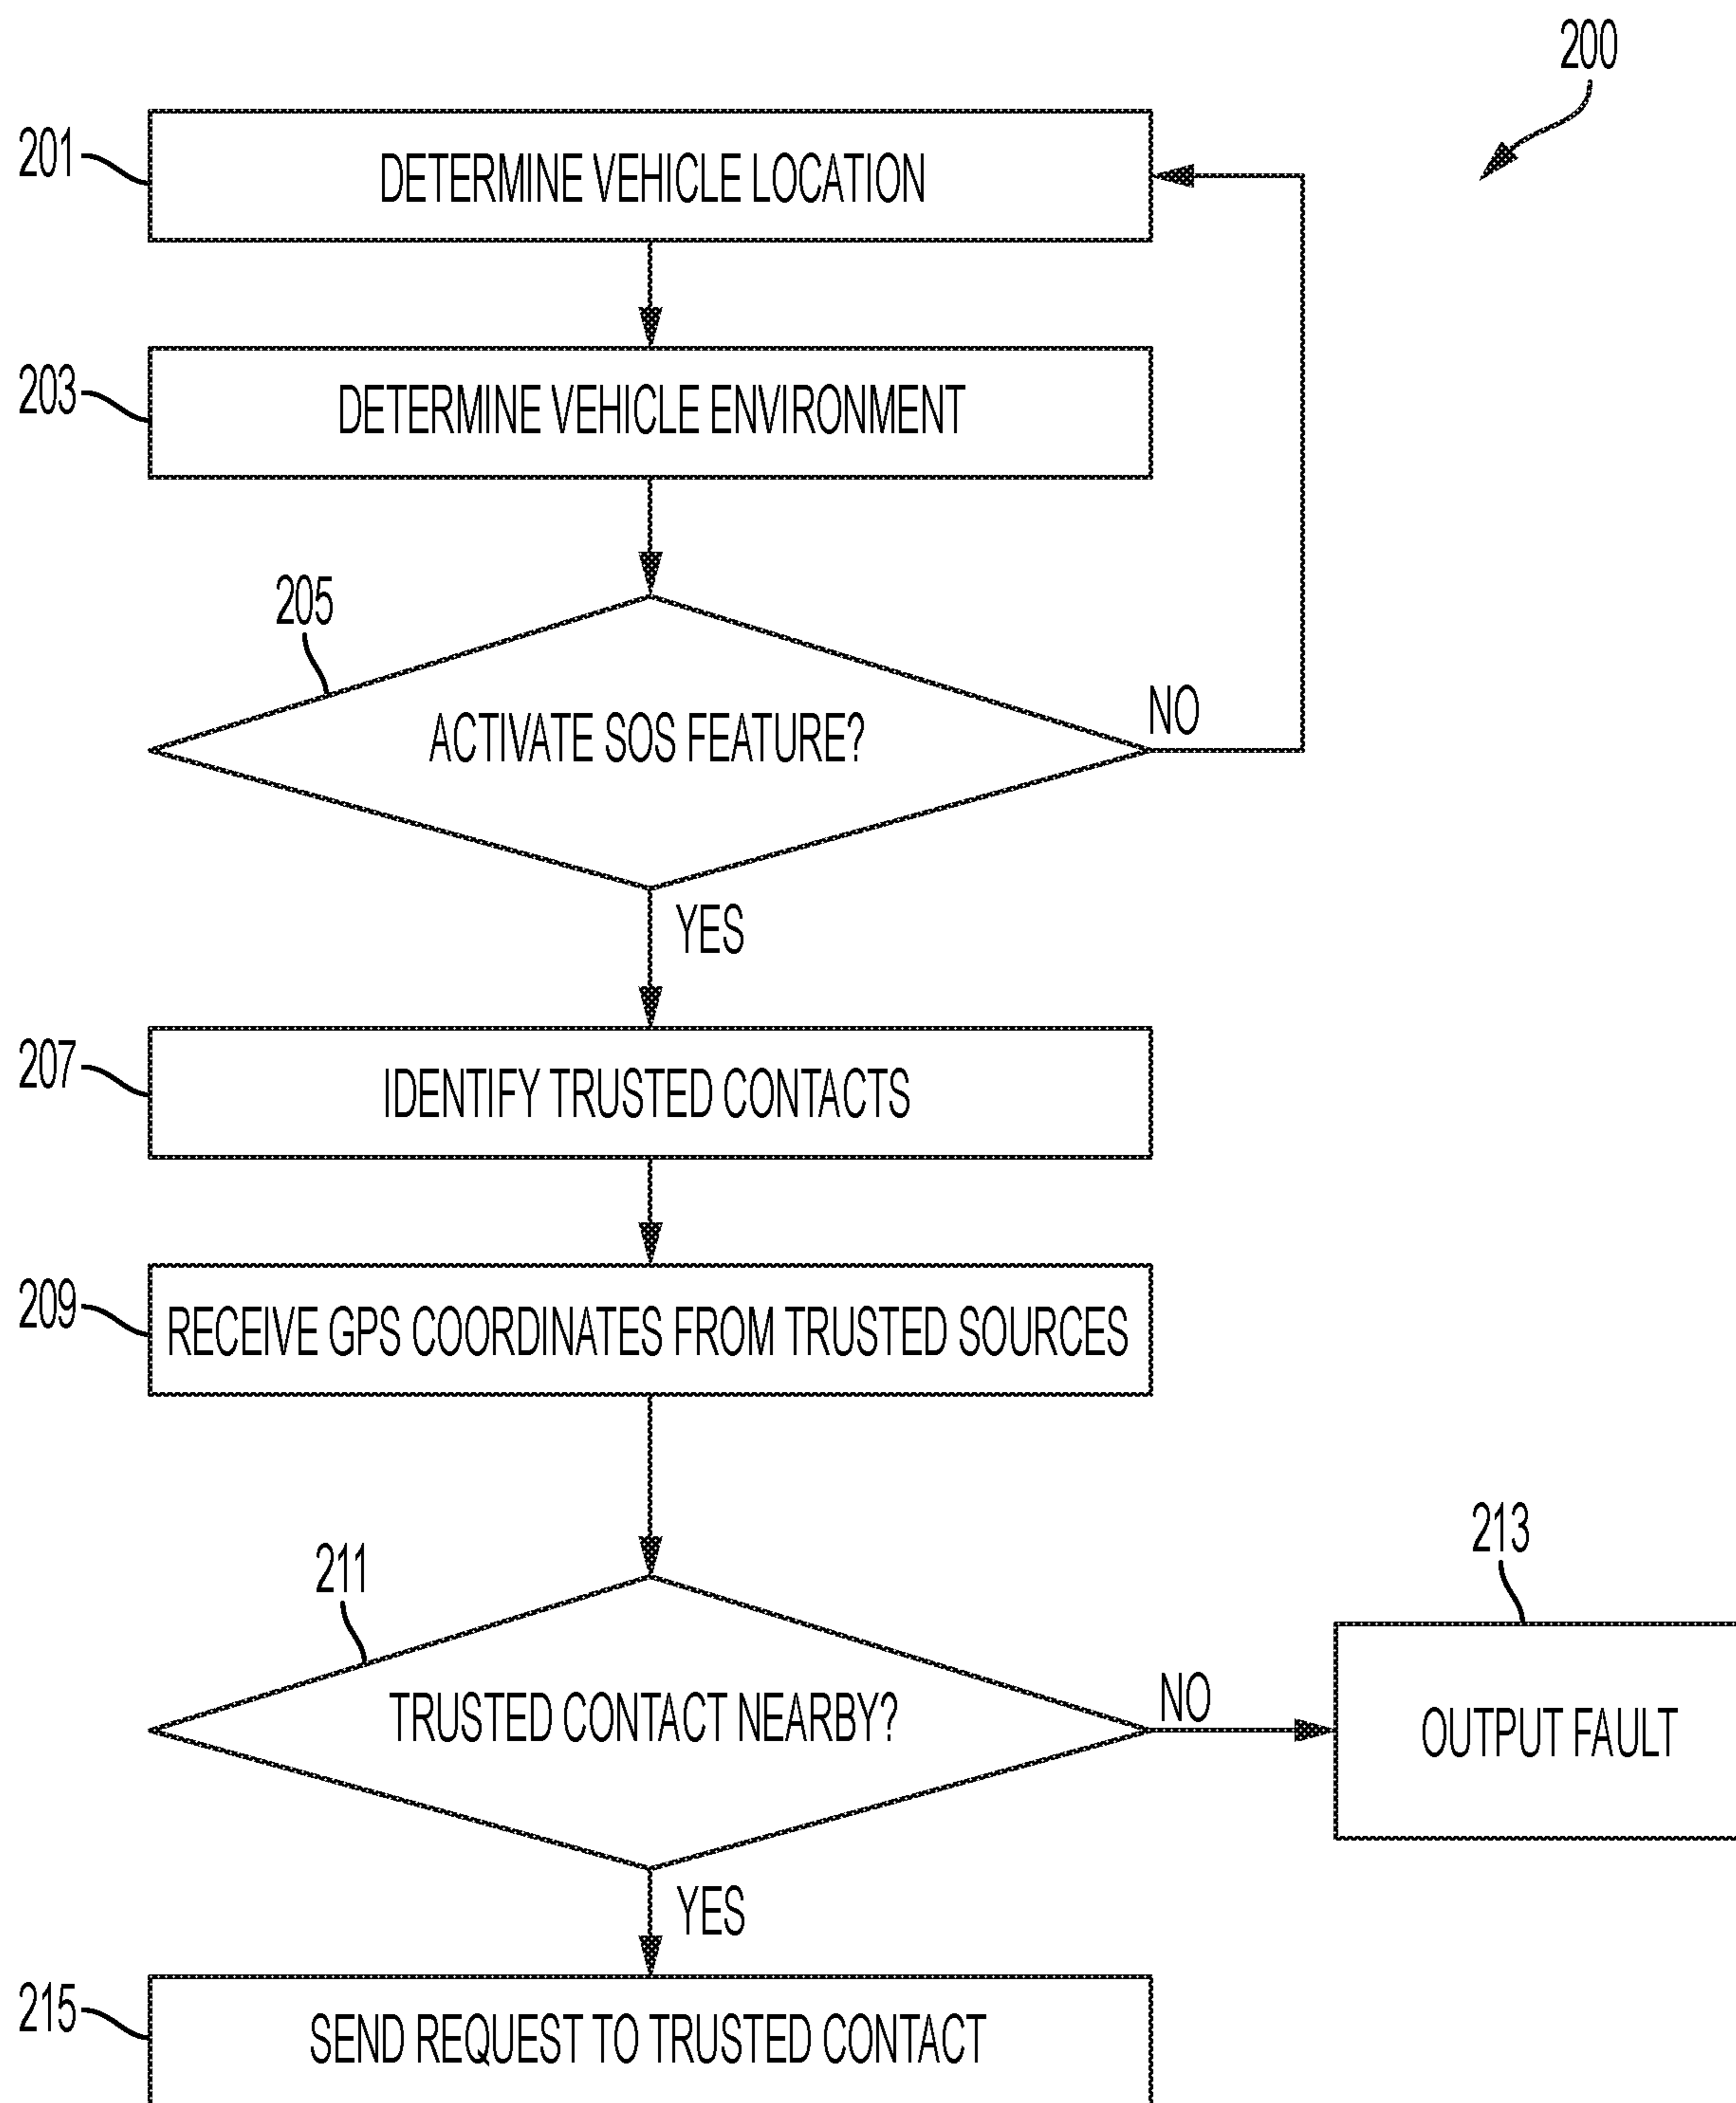 200
201
DETERMINE VEHICLE LOCATION
203
DETERMINE VEHICLE ENVIRONMENT
205
ACTIVATE SOS FEATURE?
NO
YES
207
IDENTIFY TRUSTED CONTACTS
209
RECEIVE GPS COORDINATES FROM TRUSTED SOURCES
211
TRUSTED CONTACT NEARBY?
NO
213
OUTPUT FAULT
YES
215
SEND REQUEST TO TRUSTED CONTACT